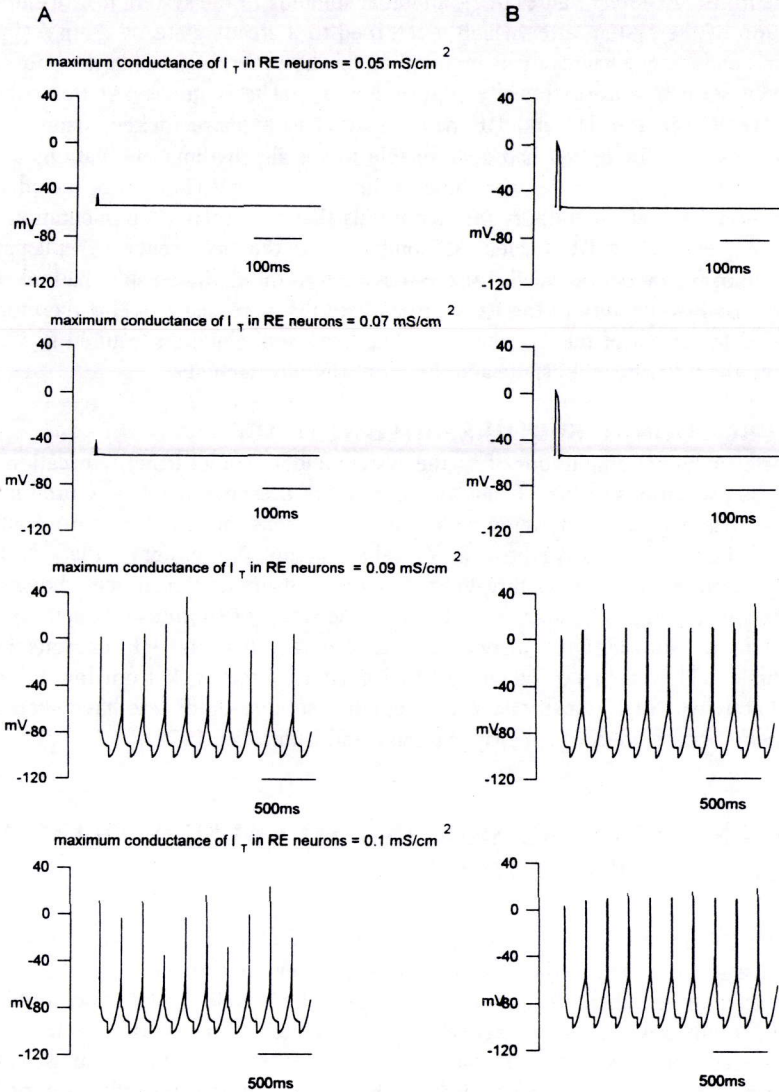 A B
maximum conductance of I T in RE neurons = 0.05 mS/cm 2
40 40
0 0
-40 -40
mV -80 mV -80
100ms 100ms
-120 -120
maximum conductance of I T in RE neurons = 0.07 mS/cm 2
40 40
0 0
-40 -40
mV -80 mV -80
100ms 100ms
-120 -120
maximum conductance of I T in RE neurons = 0.09 mS/cm 2
40 40
0 0
-40 -40
mV -80 mV -80
-120 -120
500ms 500ms
maximum conductance of I T in RE neurons = 0.1 mS/cm 2
40 40
0 0
-40 -40
mV -80 mV -80
-120 -120
500ms 500ms